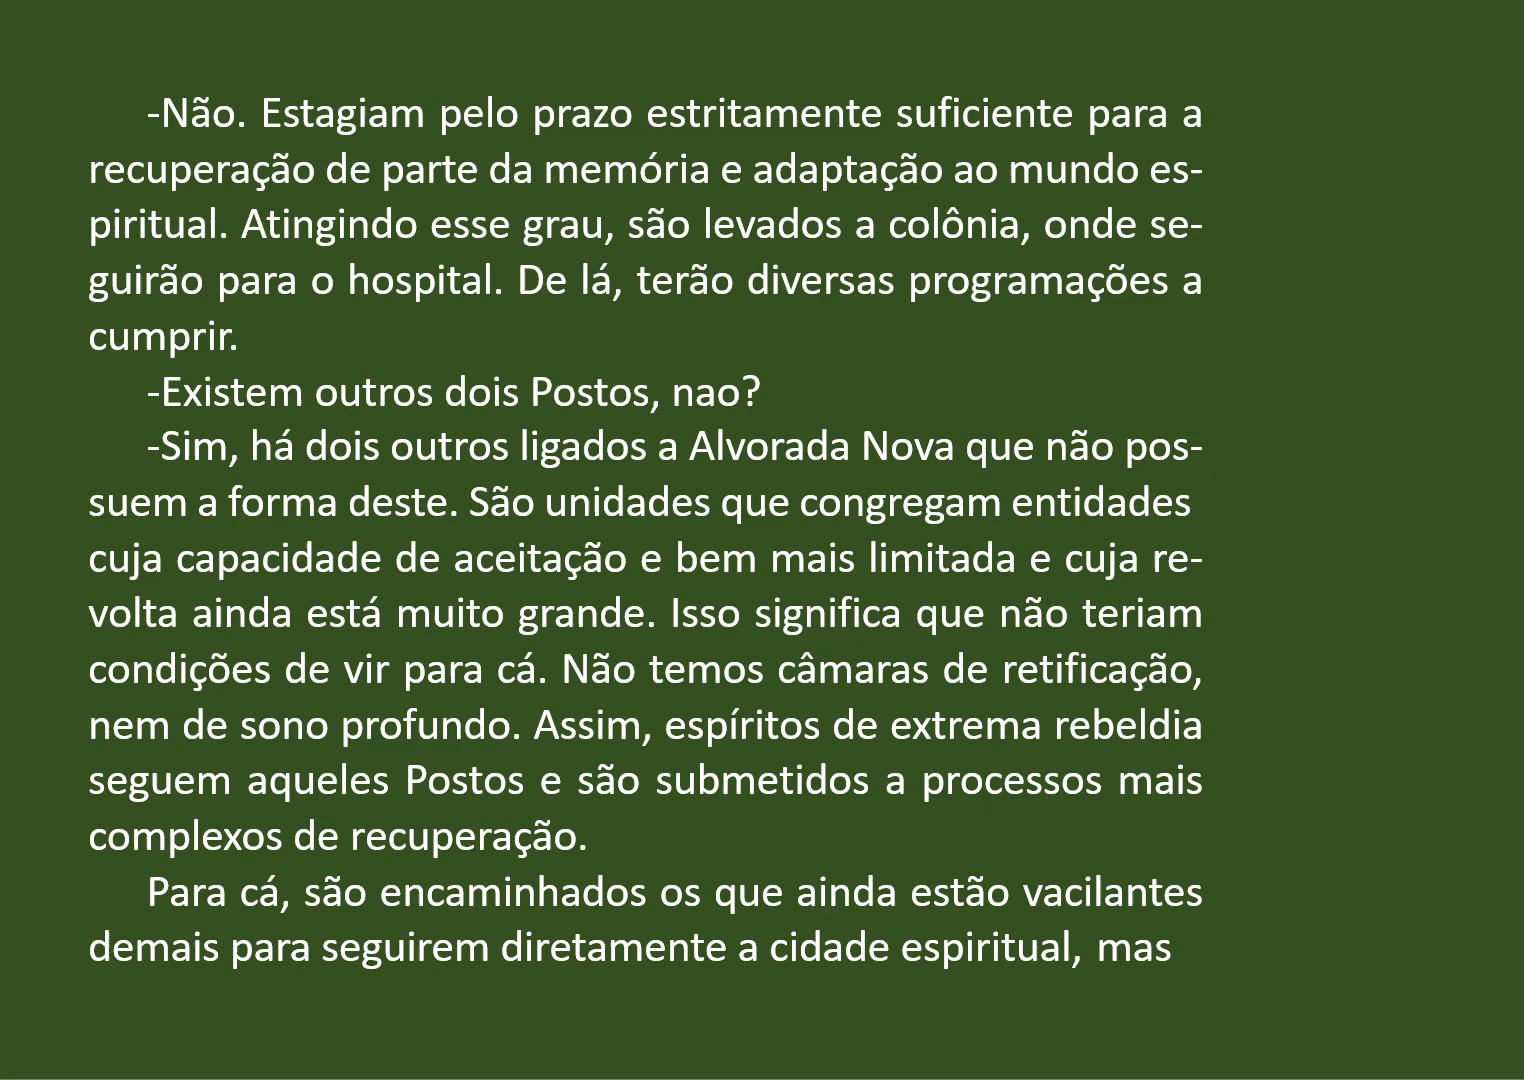 -Não. Estagiam pelo prazo estritamente suficiente para a
recuperação de parte da memória e adaptação ao mundo es-
piritual. Atingindo esse grau, são levados a colônia, onde se-
guirão para o hospital. De lá, terão diversas programações a
cumprir.
-Existem outros dois Postos, nao?
-Sim, há dois outros ligados a Alvorada Nova que não pos-
suem a forma deste. São unidades que congregam entidades
cuja capacidade de aceitação e bem mais limitada e cuja re-
volta ainda está muito grande. Isso significa que não teriam
condições de vir para cá. Não temos câmaras de retificação,
nem de sono profundo. Assim, espíritos de extrema rebeldia
seguem aqueles Postos e são submetidos a processos mais
complexos de recuperação.
Para cá, são encaminhados os que ainda estão vacilantes
demais para seguirem diretamente a cidade espiritual, mas